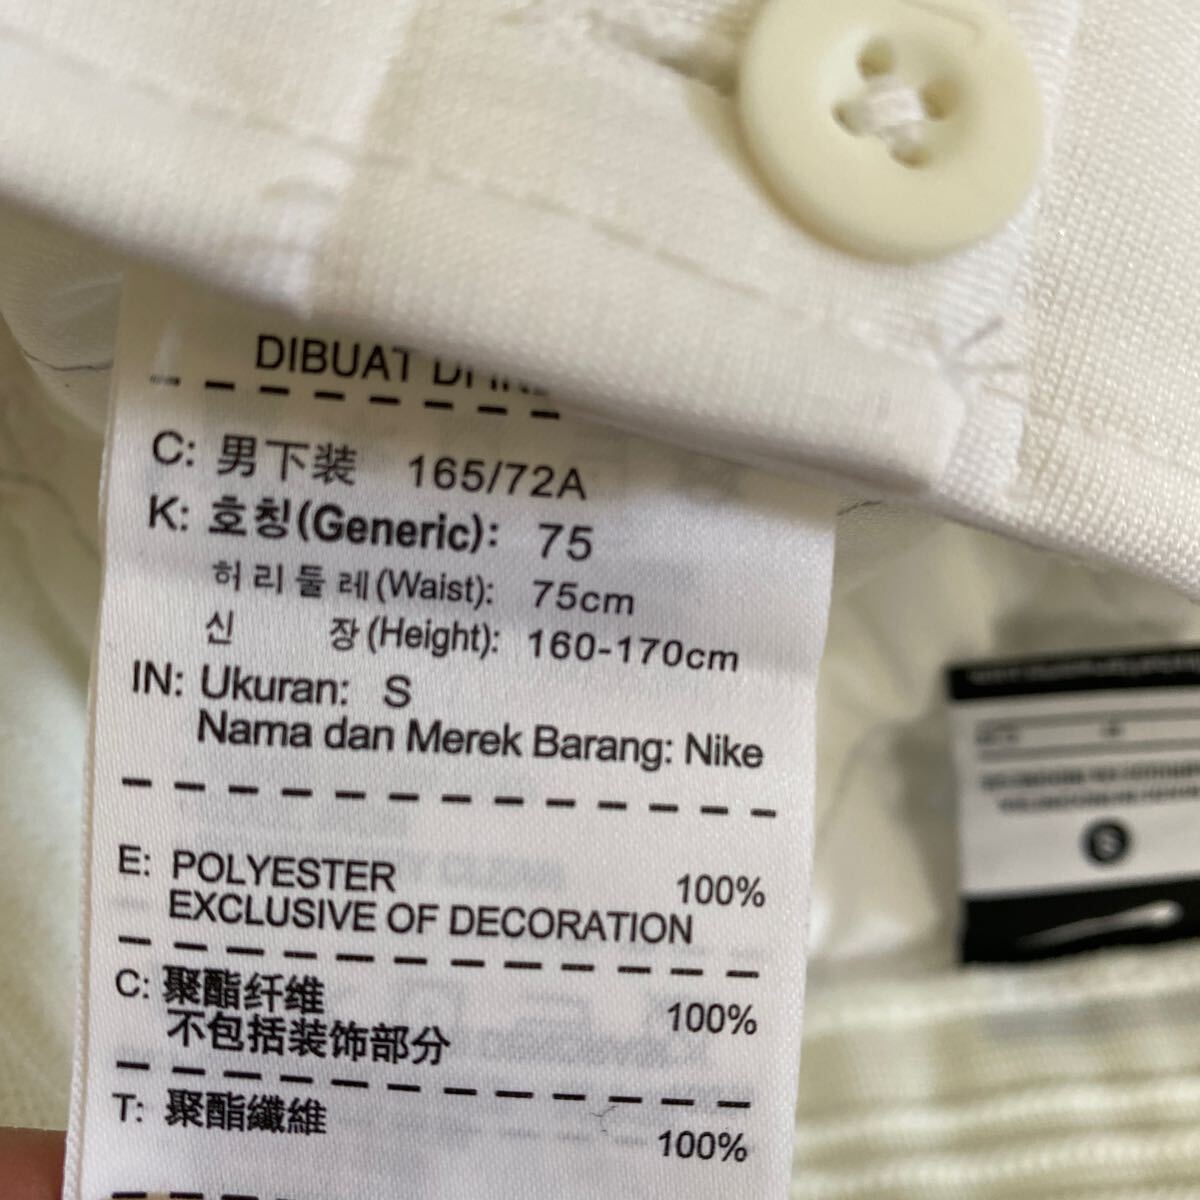 DIBUAT DI
C: 男下装 165/72A
K: 호칭(Generic): 75
허리둘레(Waist): 75cm
신 장(Height): 160-170cm
IN: Ukuran: S
Nama dan Merek Barang: Nike
E: POLYESTER 100%
EXCLUSIVE OF DECORATION
C: 聚酯纤维 100%
不包括装饰部分
T: 聚酯纖維 100%